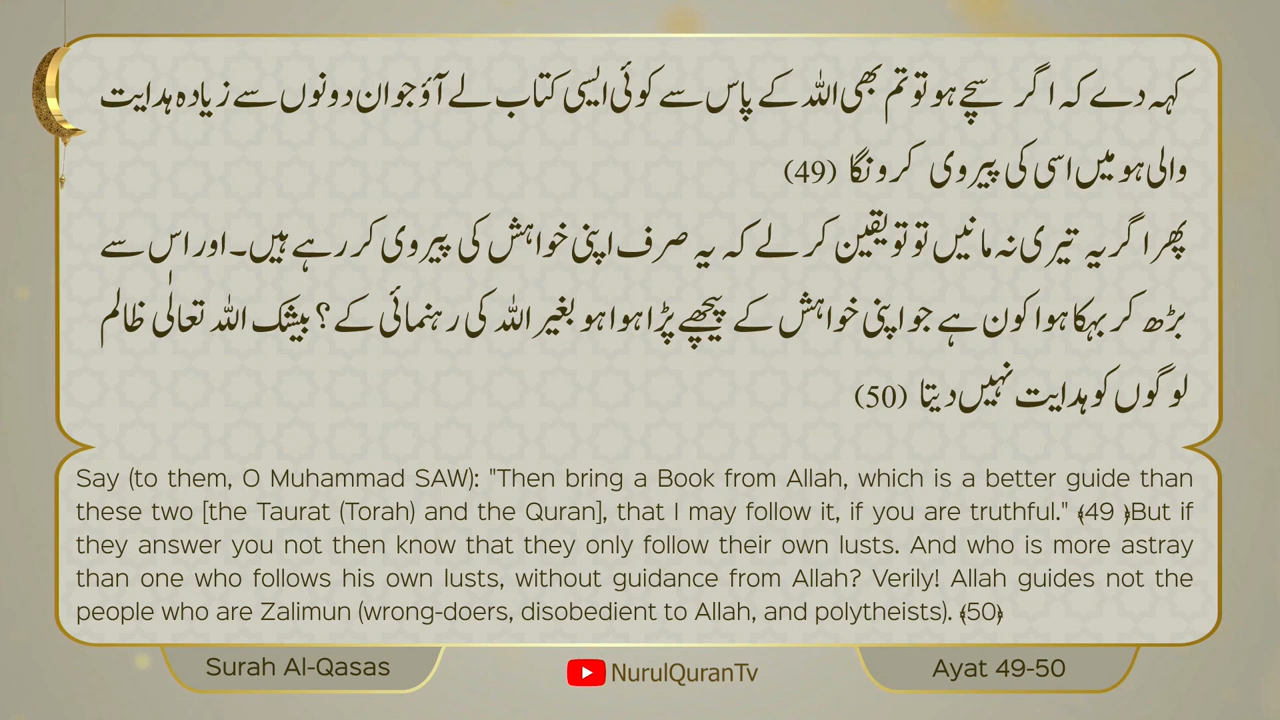 کہہ دے کہ اگر سچے ہو تو تم بھی اللہ کے پاس سے کوئی ایسی کتاب لے آؤ جو ان دونوں سے زیادہ ہدایت
والی ہو میں اسی کی پیروی کرونگا (49)
پھر اگر یہ تیری نہ مانیں تو تو یقین کر لے کہ یہ صرف اپنی خواہش کی پیروی کر رہے ہیں۔ اور اس سے
بڑھ کر بہکا ہوا کون ہے جو اپنی خواہش کے پیچھے پڑا ہوا ہو بغیر اللہ کی رہنمائی کے؟ بیشک اللہ تعالٰی ظالم
لوگوں کو ہدایت نہیں دیتا (50)
Say (to them, O Muhammad SAW): "Then bring a Book from Allah, which is a better guide than
these two [the Taurat (Torah) and the Quran], that I may follow it, if you are truthful." ﴾49 ﴿But if
they answer you not then know that they only follow their own lusts. And who is more astray
than one who follows his own lusts, without guidance from Allah? Verily! Allah guides not the
people who are Zalimun (wrong-doers, disobedient to Allah, and polytheists). ﴾50﴿
Surah Al-Qasas
NurulQuranTv
Ayat 49-50